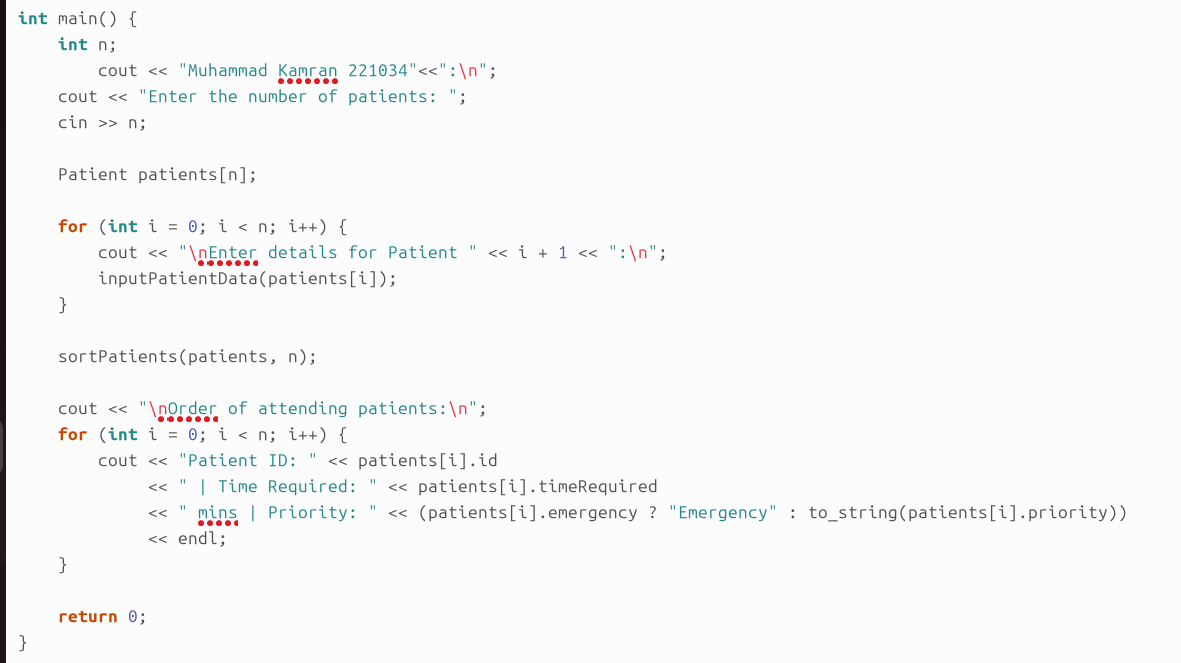 int main() {
    int n;
        cout << "Muhammad Kamran 221034"<<":\n";
    cout << "Enter the number of patients: ";
    cin >> n;

    Patient patients[n];

    for (int i = 0; i < n; i++) {
        cout << "\nEnter details for Patient " << i + 1 << ":\n";
        inputPatientData(patients[i]);
    }

    sortPatients(patients, n);

    cout << "\nOrder of attending patients:\n";
    for (int i = 0; i < n; i++) {
        cout << "Patient ID: " << patients[i].id
             << " | Time Required: " << patients[i].timeRequired
             << " mins | Priority: " << (patients[i].emergency ? "Emergency" : to_string(patients[i].priority))
             << endl;
    }

    return 0;
}